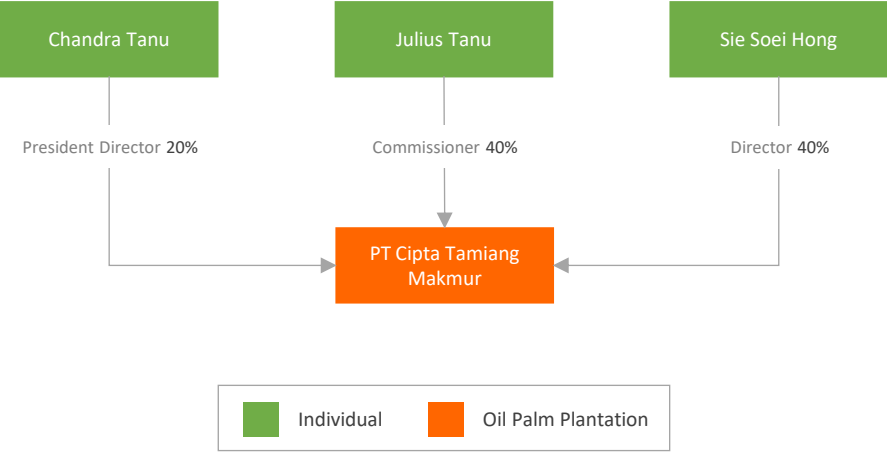 Chandra Tanu
Julius Tanu
Sie Soei Hong
President Director 20%
Commissioner 40%
Director 40%
PT Cipta Tamiang
Makmur
Individual
Oil Palm Plantation